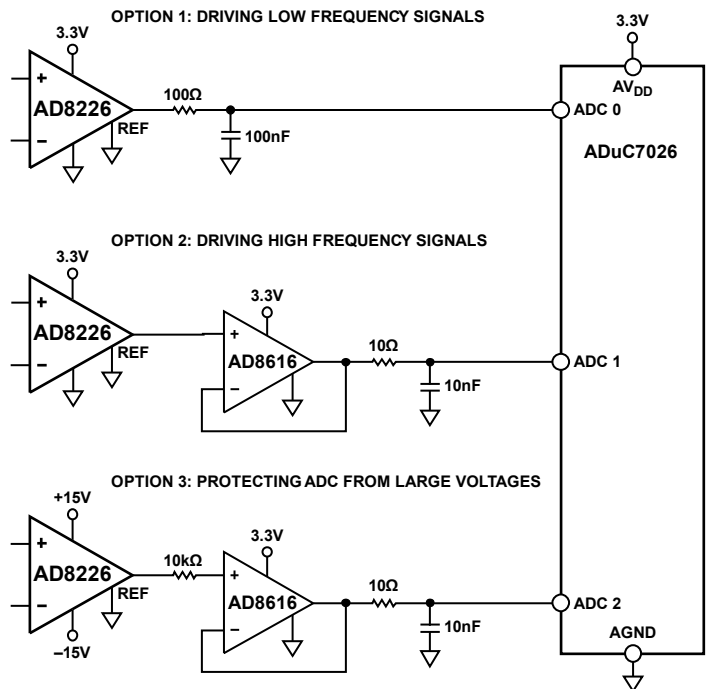 OPTION 1: DRIVING LOW FREQUENCY SIGNALS
3.3V
3.3V
AVDD
+
AD8226
−
REF
100Ω
100nF
ADC 0
ADuC7026
OPTION 2: DRIVING HIGH FREQUENCY SIGNALS
3.3V
+
AD8226
−
REF
3.3V
+
AD8616
−
10Ω
10nF
ADC 1
OPTION 3: PROTECTING ADC FROM LARGE VOLTAGES
+15V
+
AD8226
−
REF
−15V
10kΩ
3.3V
+
AD8616
−
10Ω
10nF
ADC 2
AGND